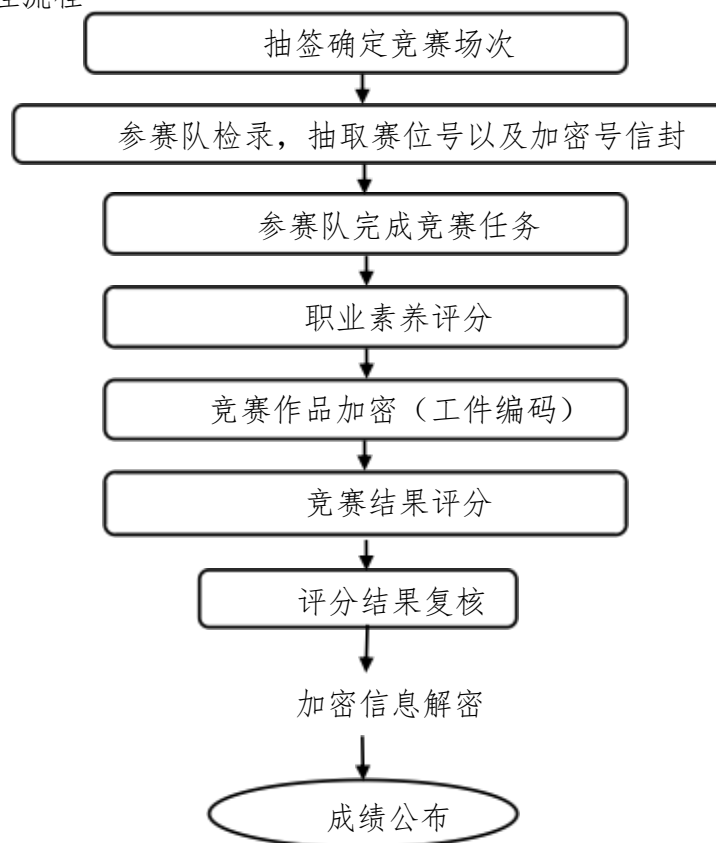 抽签确定竞赛场次
参赛队检录，抽取赛位号以及加密号信封
参赛队完成竞赛任务
职业素养评分
竞赛作品加密（工件编码）
竞赛结果评分
评分结果复核
加密信息解密
成绩公布